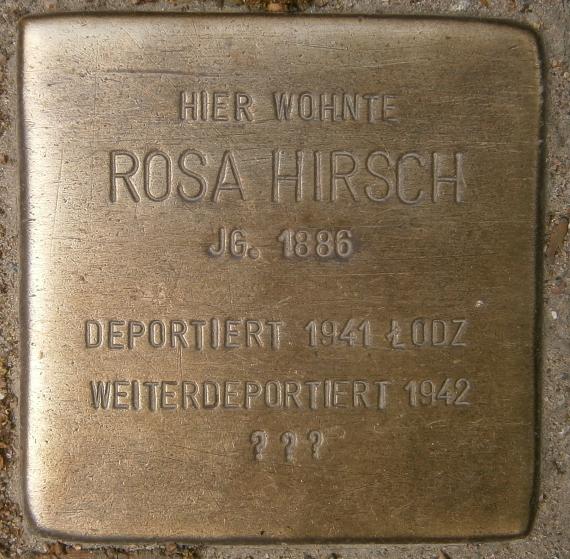 HIER WOHNTE
ROSA HIRSCH
JG. 1886
DEPORTIERT 1941 ŁODZ
WEITERDEPORTIERT 1942
? ? ?